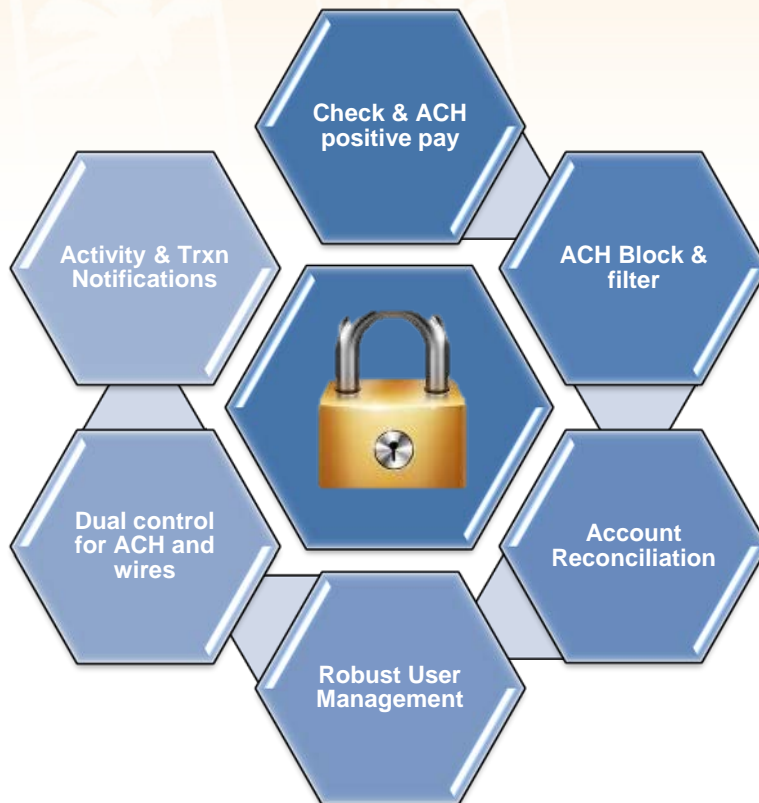 Check & ACH
positive pay
ACH Block &
filter
Account
Reconciliation
Robust User
Management
Dual control
for ACH and
wires
Activity & Trxn
Notifications